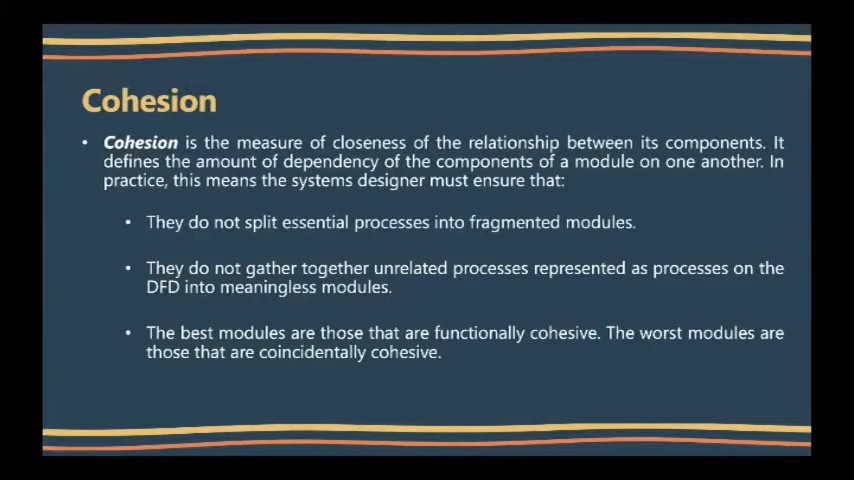 Cohesion
• Cohesion is the measure of closeness of the relationship between its components. It
defines the amount of dependency of the components of a module on one another. In
practice, this means the systems designer must ensure that:
• They do not split essential processes into fragmented modules.
• They do not gather together unrelated processes represented as processes on the
DFD into meaningless modules.
• The best modules are those that are functionally cohesive. The worst modules are
those that are coincidentally cohesive.